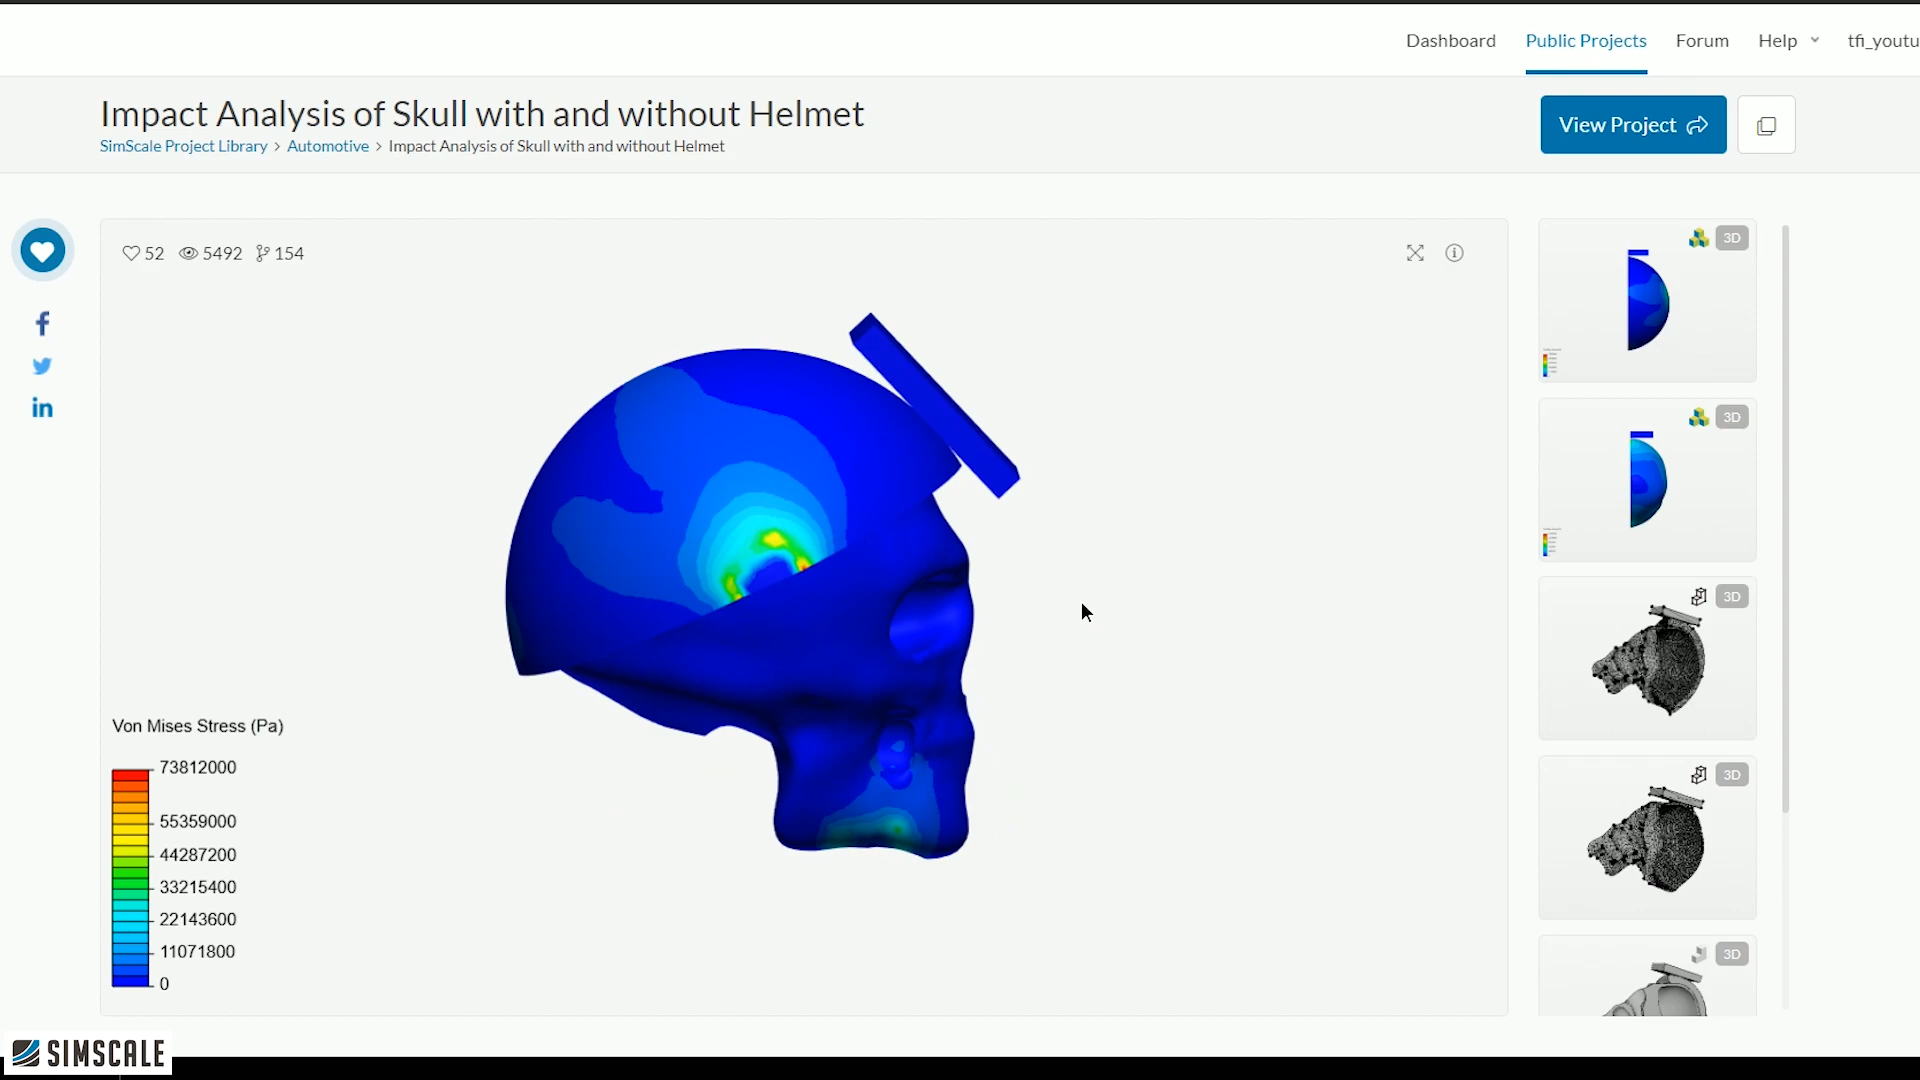 Dashboard Public Projects Forum Help tfi_youtu
Impact Analysis of Skull with and without Helmet
SimScale Project Library > Automotive > Impact Analysis of Skull with and without Helmet
View Project
52 5492 154
3D
3D
3D
3D
3D
Von Mises Stress (Pa)
73812000
55359000
44287200
33215400
22143600
11071800
0
SIMSCALE